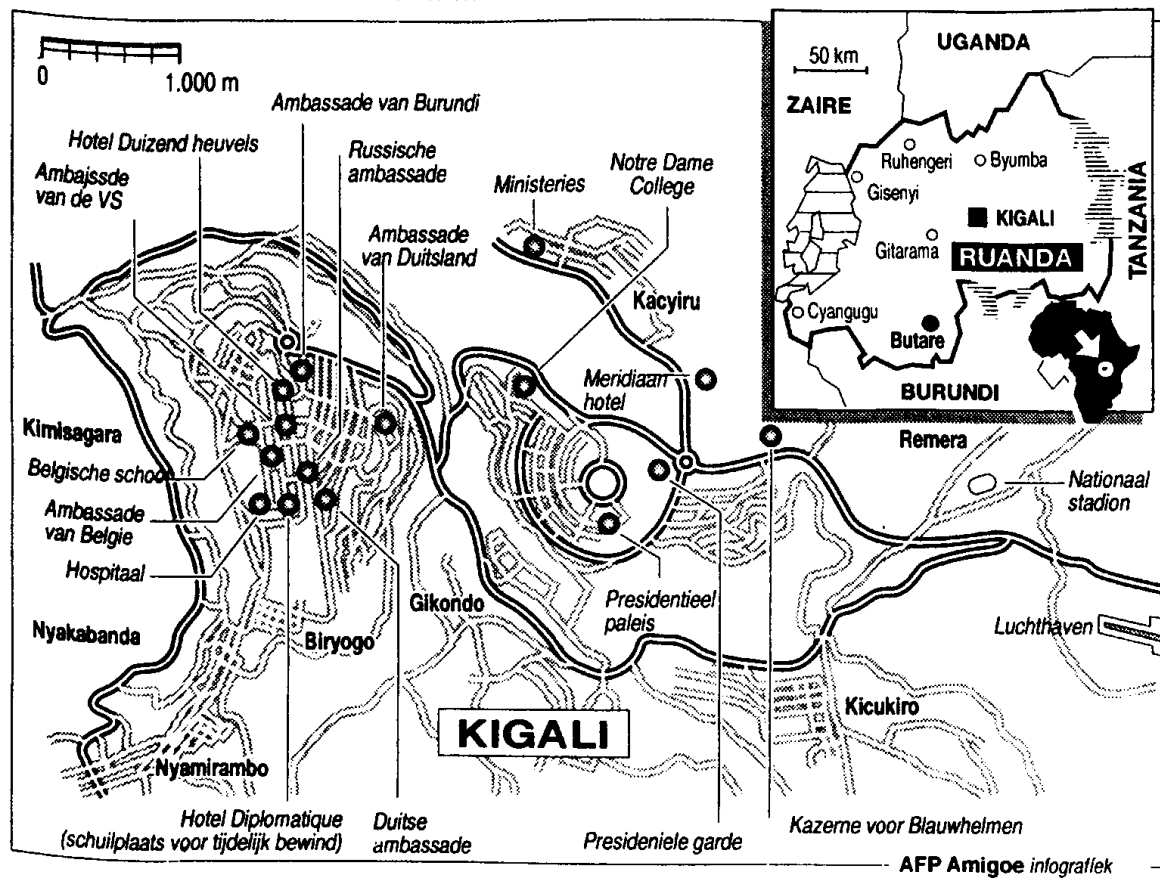 0
1.000 m
Ambassade van Burundi
Hotel Duizend heuvels
Ambajssde
van de VS
Russische
ambassade
Ambassade
van Duitsland
Ministeries
Notre Dame
College
Kacyiru
Meridiaan
hotel
Kimisagara
Belgische school
Ambassade
van Belgie
Hospitaal
Nyakabanda
Biryogo
Gikondo
Presidentieel
paleis
Remera
Nationaal
stadion
Luchthaven
Kicukiro
KIGALI
Nyamirambo
Hotel Diplomatique
(schuilplaats voor tijdelijk bewind)
Duitse
ambassade
Presideniele garde
Kazerne voor Blauwhelmen
50 km
UGANDA
ZAIRE
Ruhengeri
Byumba
Gisenyi
KIGALI
Gitarama
RUANDA
TANZANIA
Cyangugu
Butare
BURUNDI
AFP Amigoe infografiek